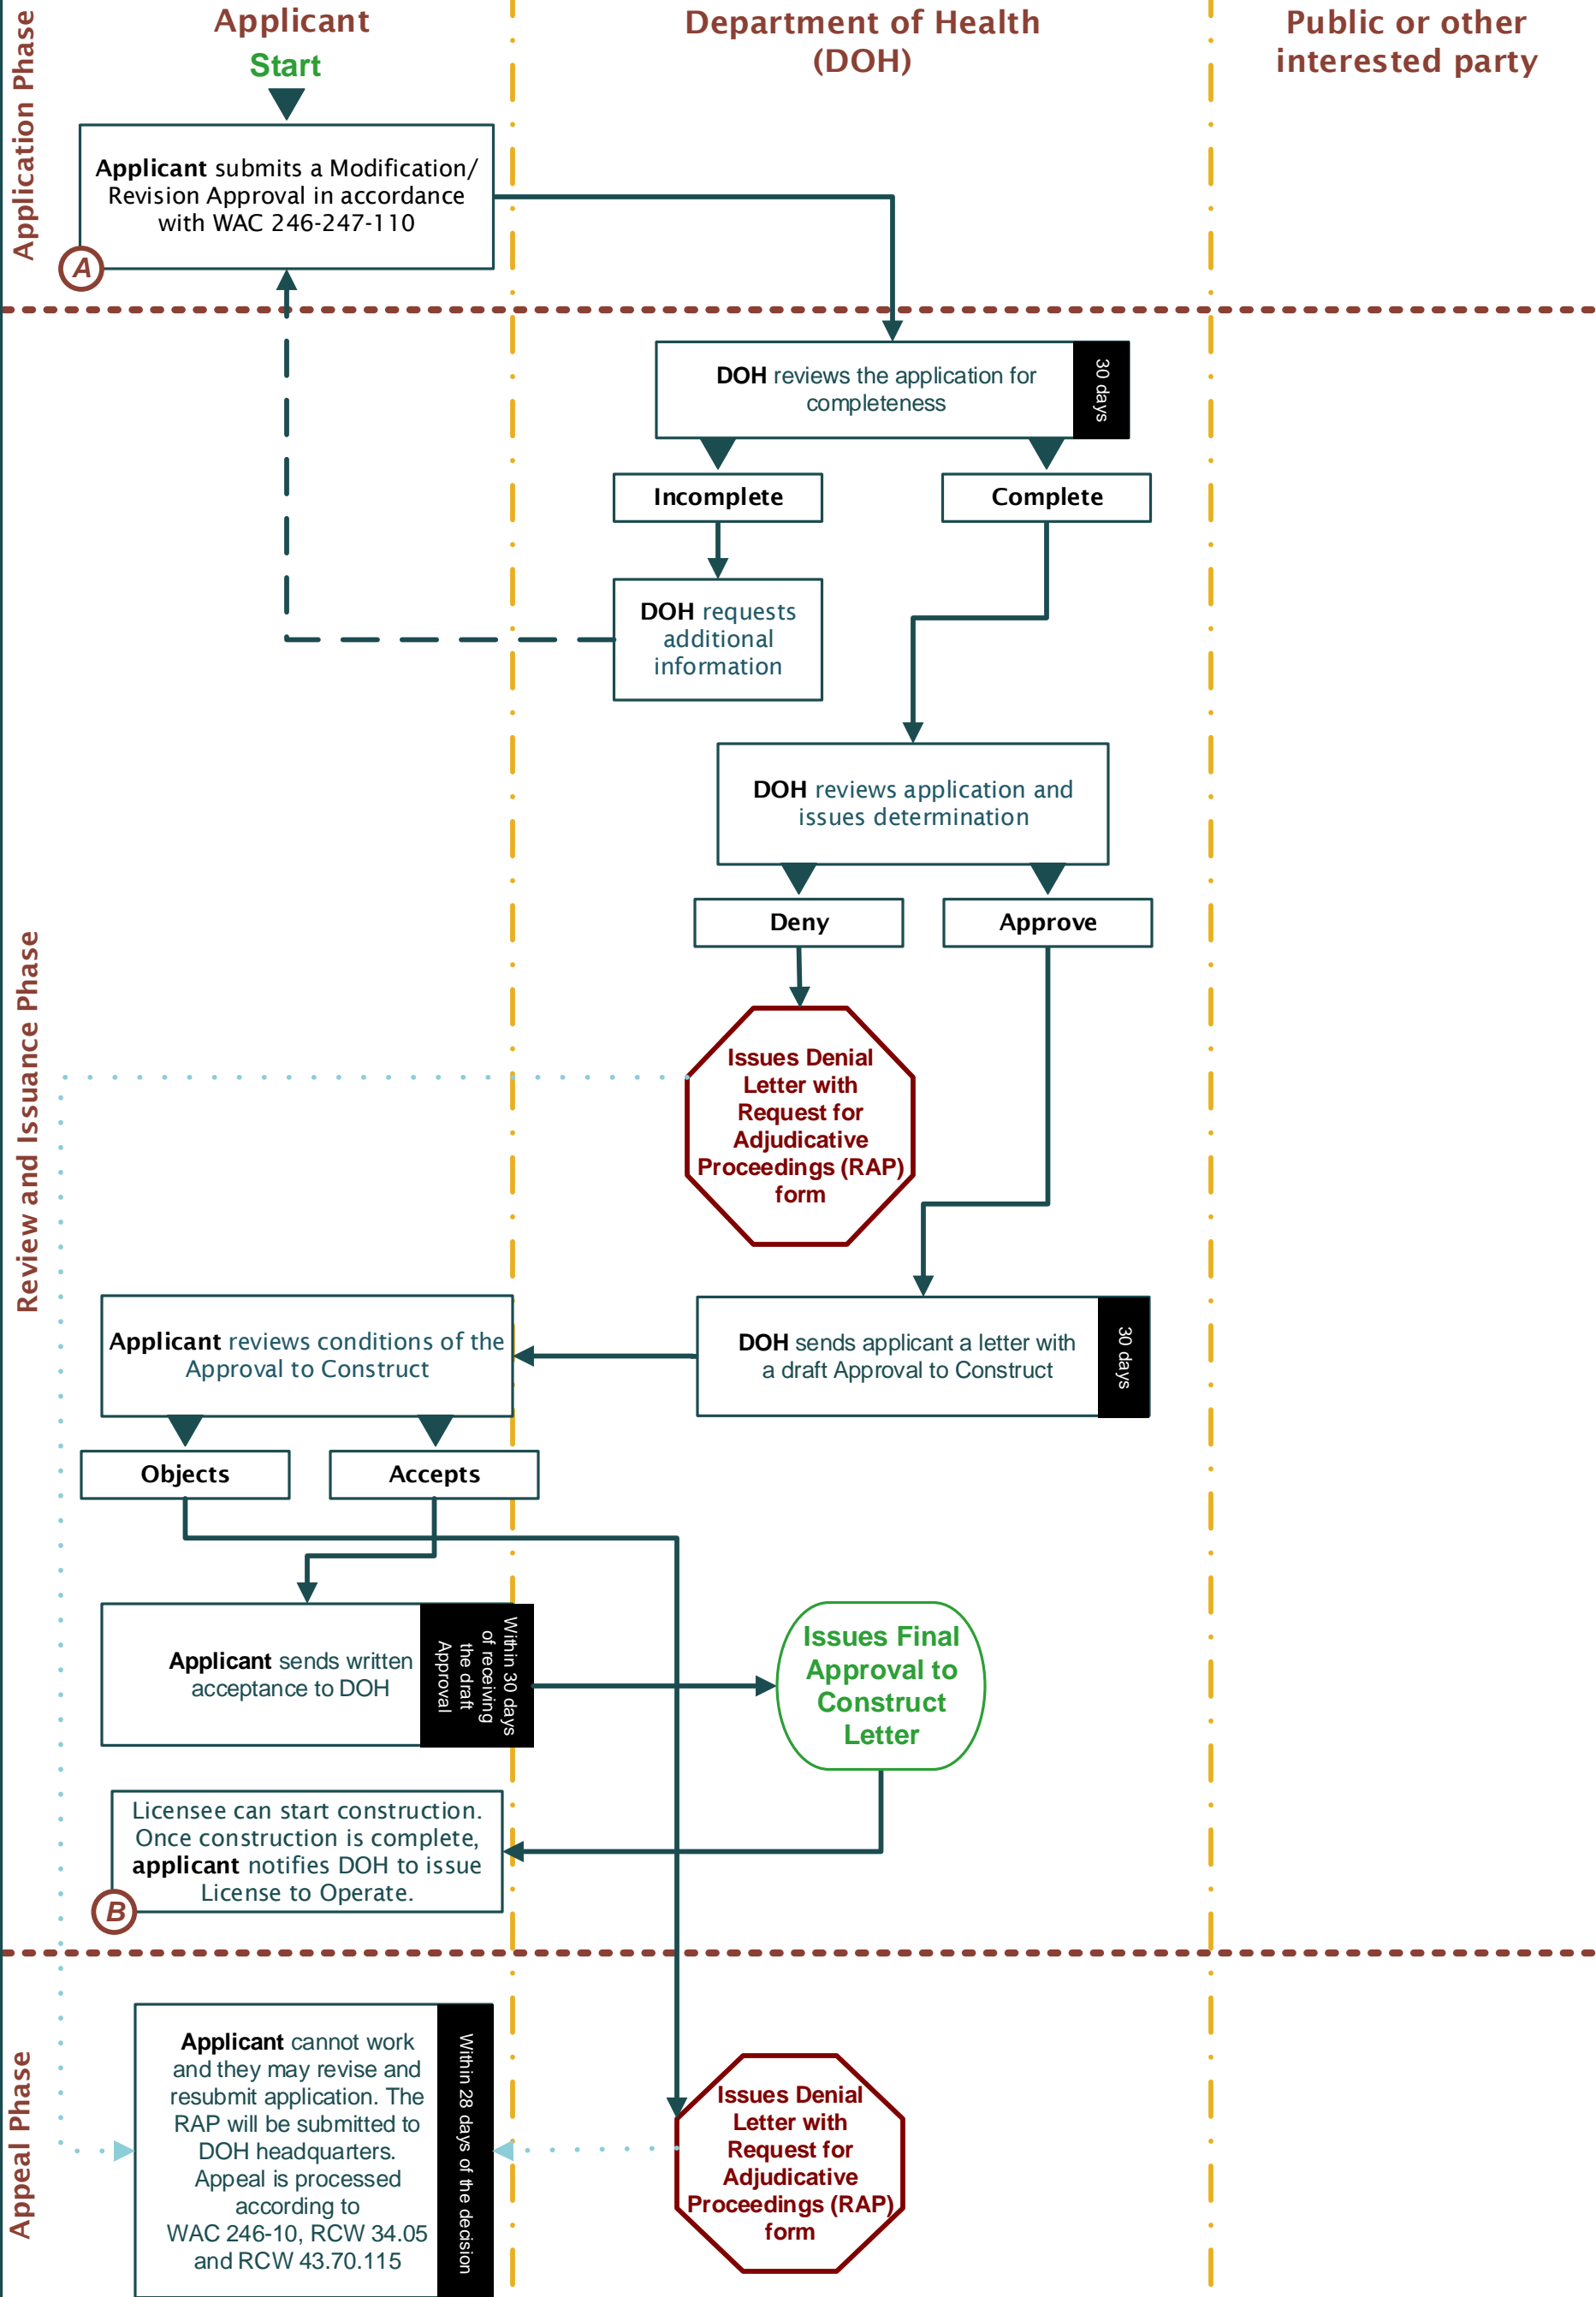 Applicant
Department of Health
(DOH)
Public or other
interested party
Application Phase
Start
Applicant submits a Modification/
Revision Approval in accordance
with WAC 246-247-110
A
DOH reviews the application for
completeness
30 days
Incomplete
Complete
DOH requests
additional
information
DOH reviews application and
issues determination
Deny
Approve
Review and Issuance Phase
Issues Denial
Letter with
Request for
Adjudicative
Proceedings (RAP)
form
DOH sends applicant a letter with
a draft Approval to Construct
30 days
Applicant reviews conditions of the
Approval to Construct
Objects
Accepts
Applicant sends written
acceptance to DOH
Within 30 days
of receiving
the draft
Approval
Issues Final
Approval to
Construct
Letter
Licensee can start construction.
Once construction is complete,
applicant notifies DOH to issue
License to Operate.
B
Appeal Phase
Applicant cannot work
and they may revise and
resubmit application. The
RAP will be submitted to
DOH headquarters.
Appeal is processed
according to
WAC 246-10, RCW 34.05
and RCW 43.70.115
Within 28 days of the decision
Issues Denial
Letter with
Request for
Adjudicative
Proceedings (RAP)
form